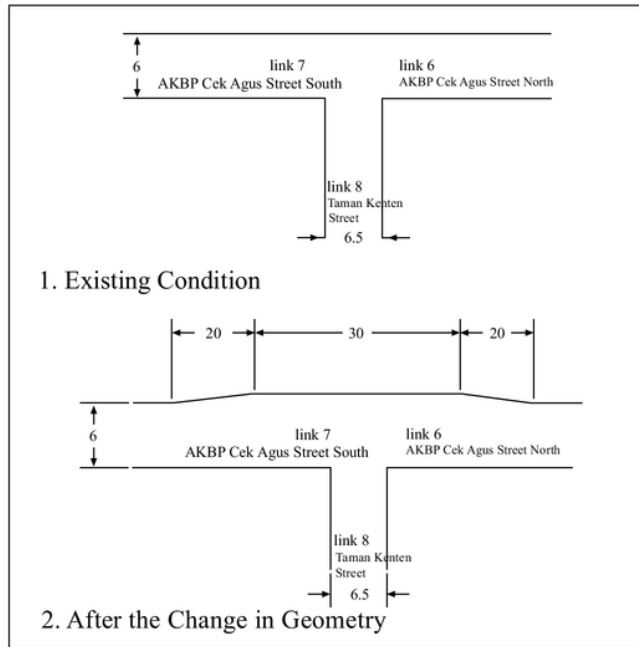 6
link 7
AKBP Cek Agus Street South
link 6
AKBP Cek Agus Street North
link 8
Taman Kenten
Street
6.5
1. Existing Condition
20
30
20
6
link 7
AKBP Cek Agus Street South
link 6
AKBP Cek Agus Street North
link 8
Taman Kenten
Street
6.5
2. After the Change in Geometry